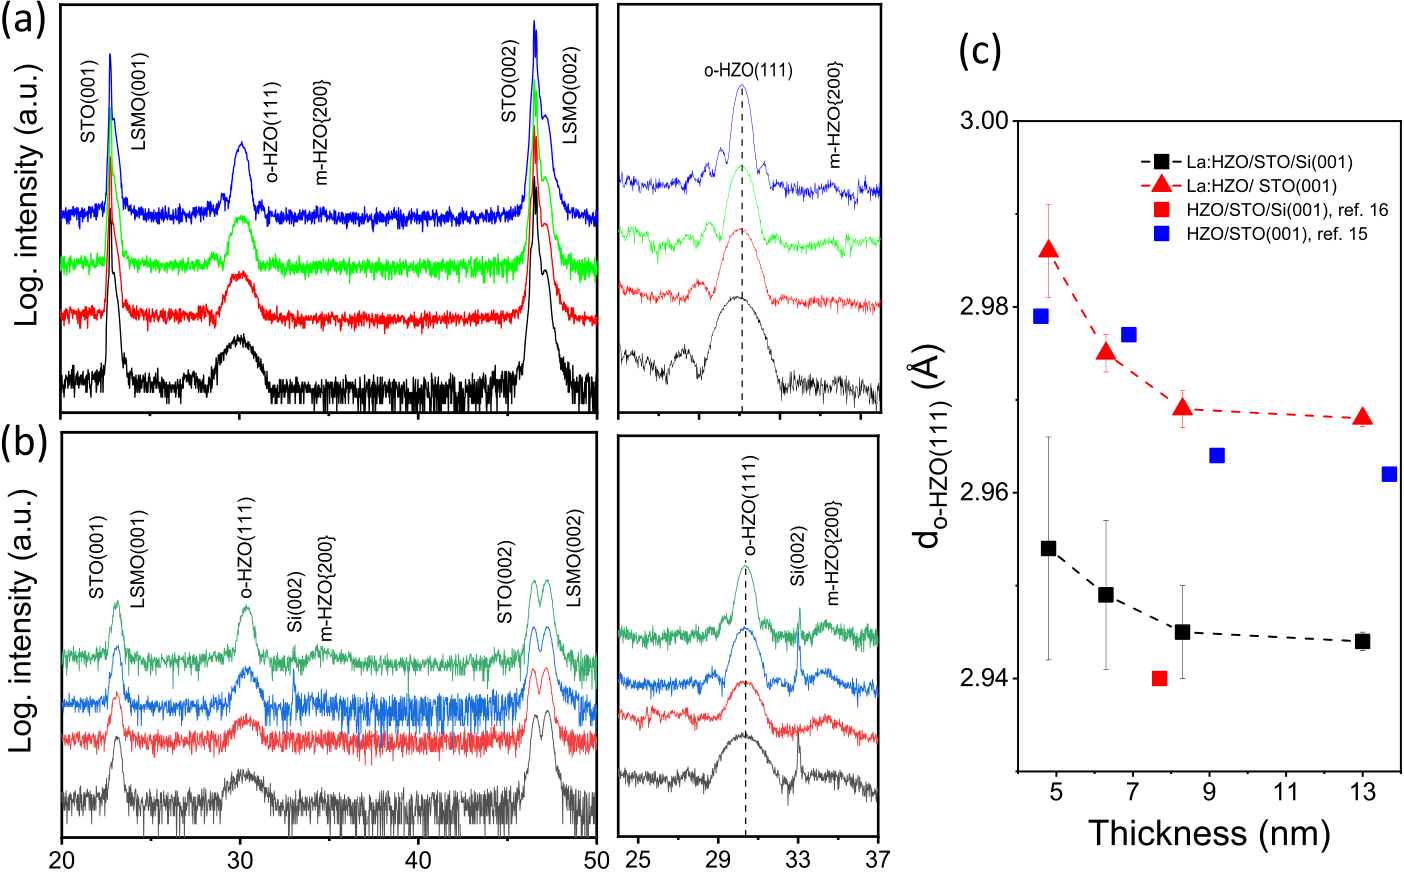 (a)
Log. intensity (a.u.)
STO(001)
LSMO(001)
o-HZO(111)
m-HZO{200}
STO(002)
LSMO(002)
o-HZO(111)
m-HZO{200}
(b)
Log. intensity (a.u.)
STO(001)
LSMO(001)
o-HZO(111)
Si(002)
m-HZO{200}
STO(002)
LSMO(002)
20 30 40 50
o-HZO(111)
Si(002)
m-HZO{200}
25 29 33 37
(c)
do-HZO(111) (Å)
3.00
2.98
2.96
2.94
La:HZO/STO/Si(001)
La:HZO/ STO(001)
HZO/STO/Si(001), ref. 16
HZO/STO(001), ref. 15
5 7 9 11 13
Thickness (nm)